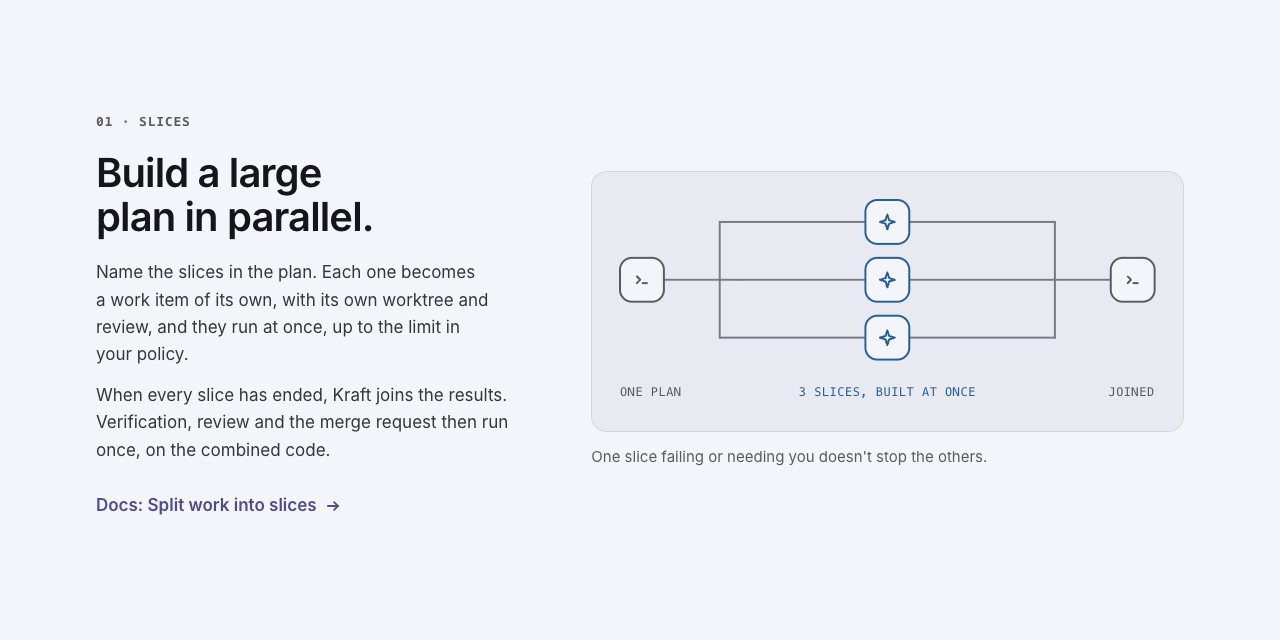 01 · SLICES
Build a large
plan in parallel.
Name the slices in the plan. Each one becomes
a work item of its own, with its own worktree and
review, and they run at once, up to the limit in
your policy.
When every slice has ended, Kraft joins the results.
Verification, review and the merge request then run
once, on the combined code.
Docs: Split work into slices →
ONE PLAN
3 SLICES, BUILT AT ONCE
JOINED
One slice failing or needing you doesn't stop the others.